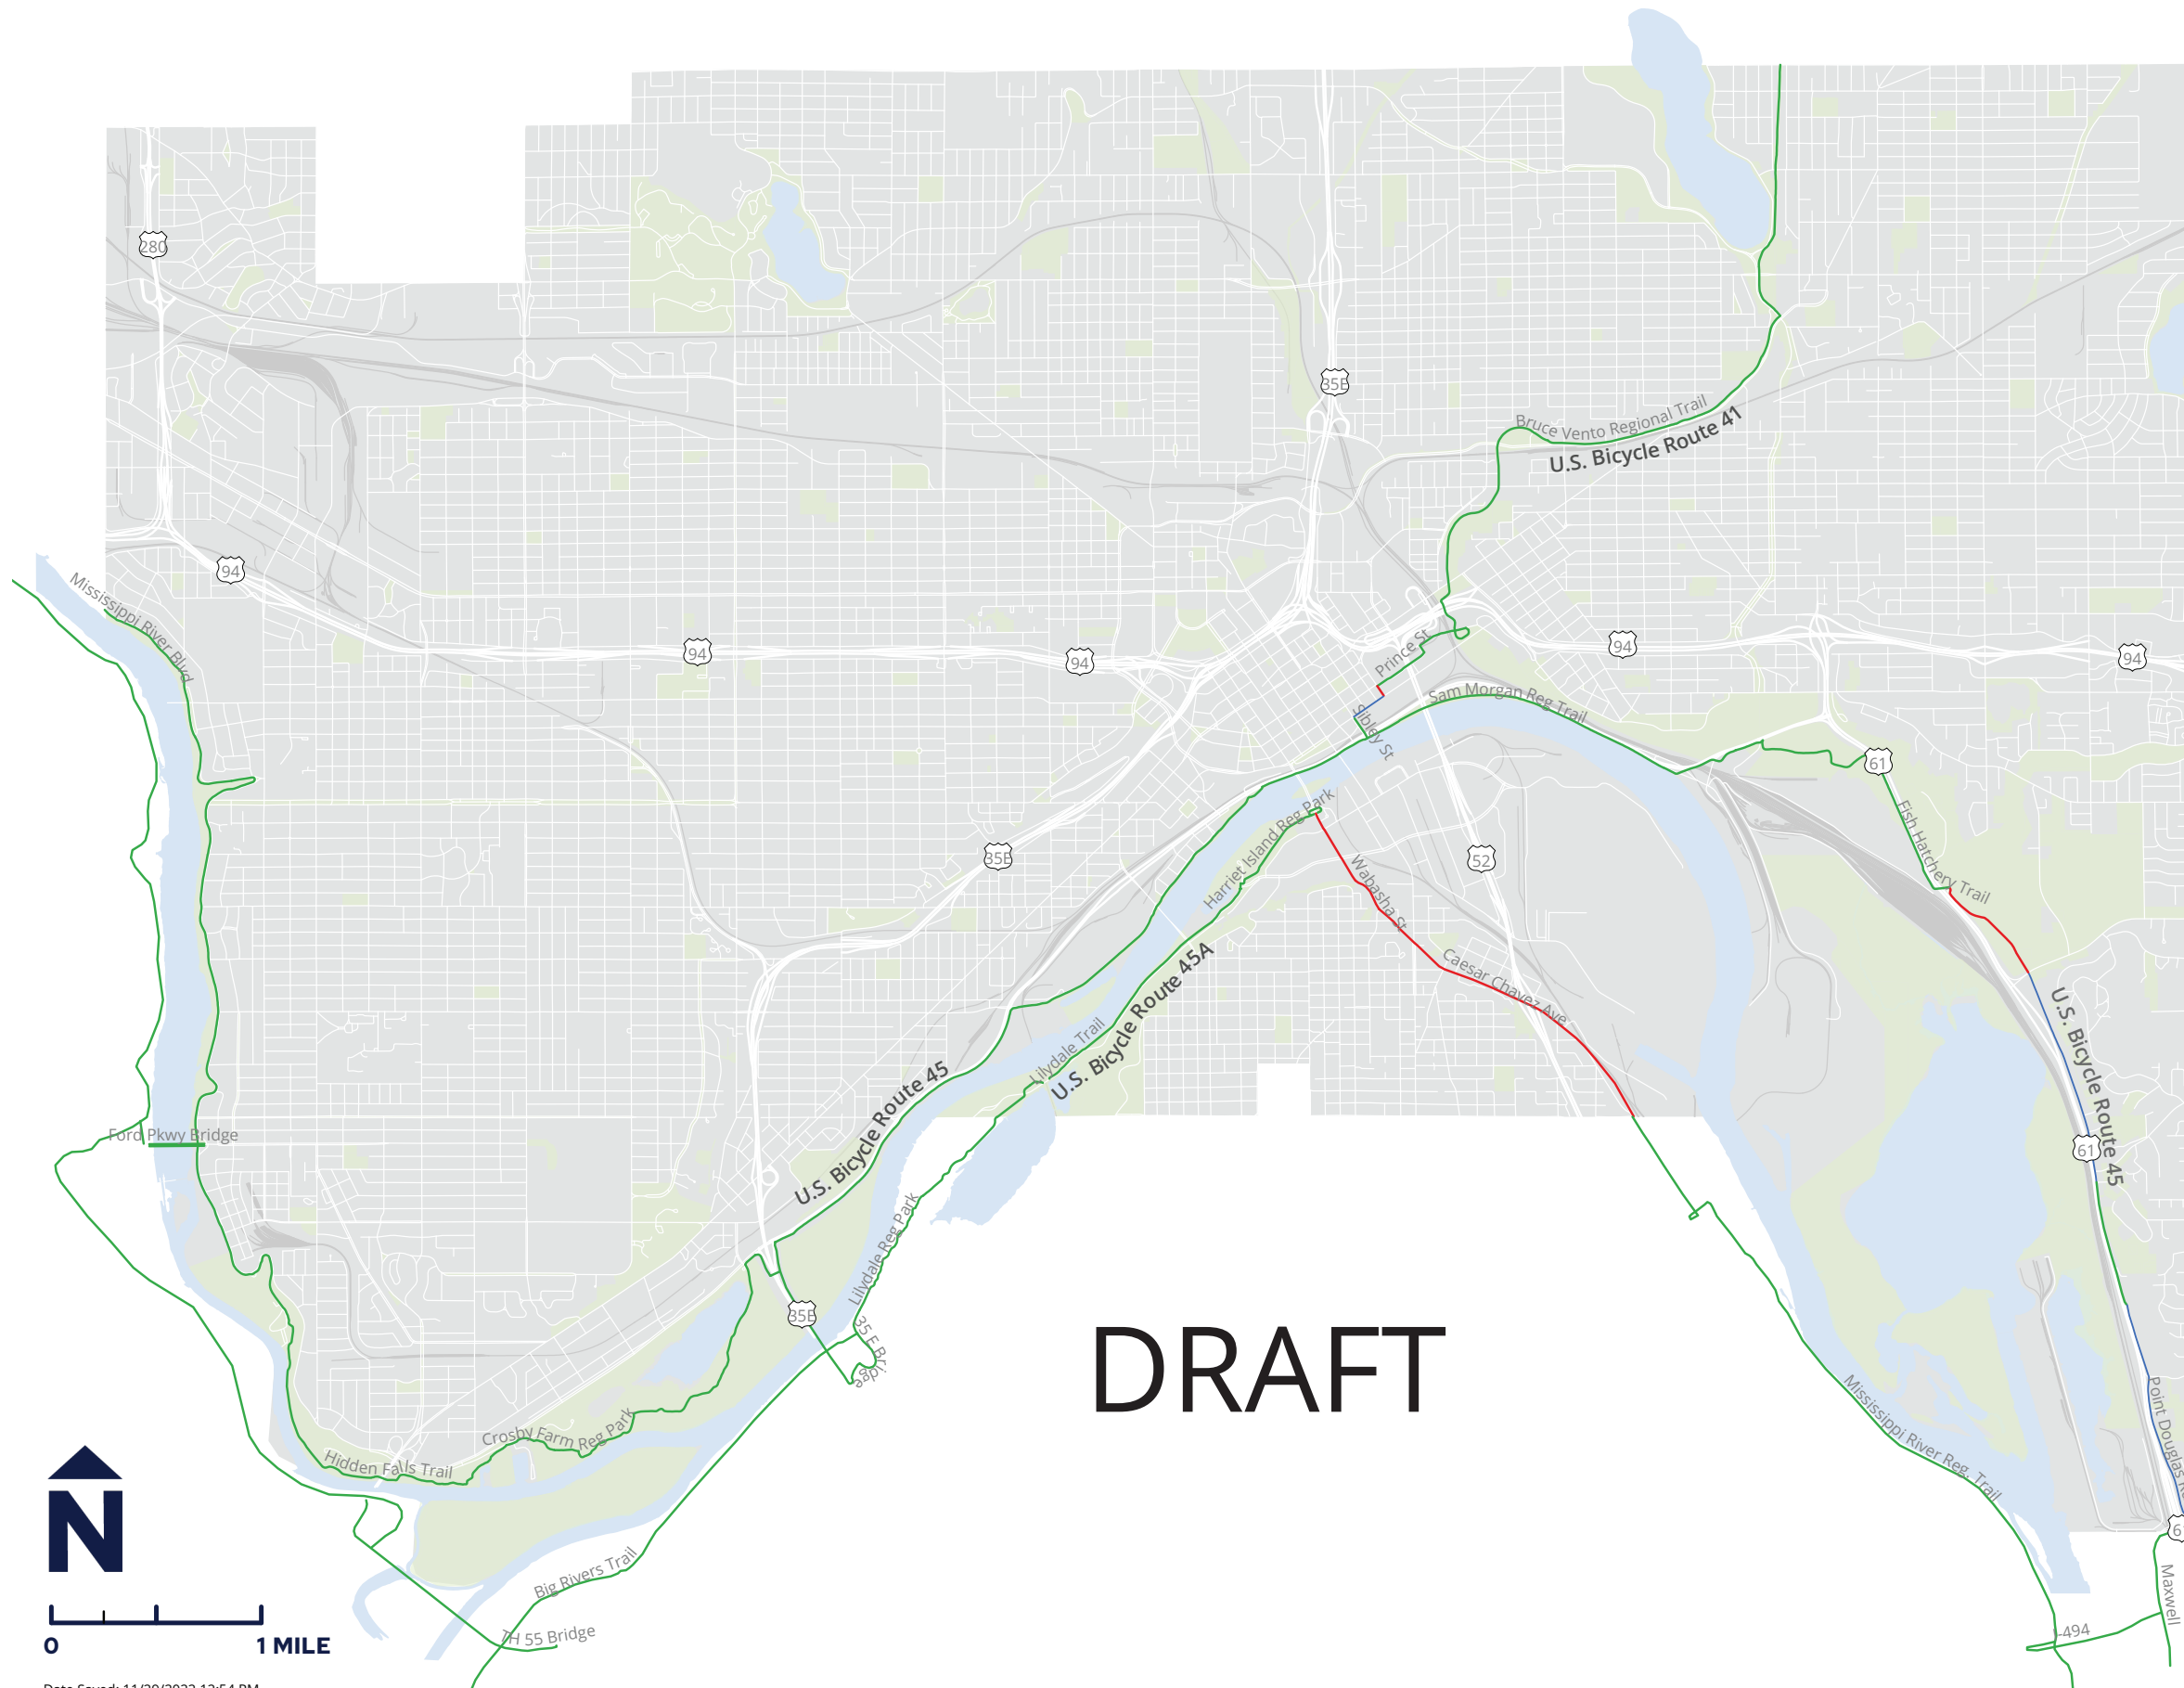 280
35E
Bruce Vento Regional Trail
U.S. Bicycle Route 41
94
Mississippi River Blvd
94
94
Prince St
94
94
Sam Morgan Reg Trail
Sibley St
61
Harriet Island Reg Park
Fish Hatchery Trail
35E
52
Wabasha St
Caesar Chavez Ave
U.S. Bicycle Route 45A
Lilydale Trail
U.S. Bicycle Route 45
U.S. Bicycle Route 45
Ford Pkwy Bridge
61
Lilydale Reg Park
35E
35 E Bridge
DRAFT
Crosby Farm Reg Park
Hidden Falls Trail
Mississippi River Reg. Trail
Point Douglas
6
N
Big Rivers Trail
TH 55 Bridge
Maxwell
I-494
0
1 MILE